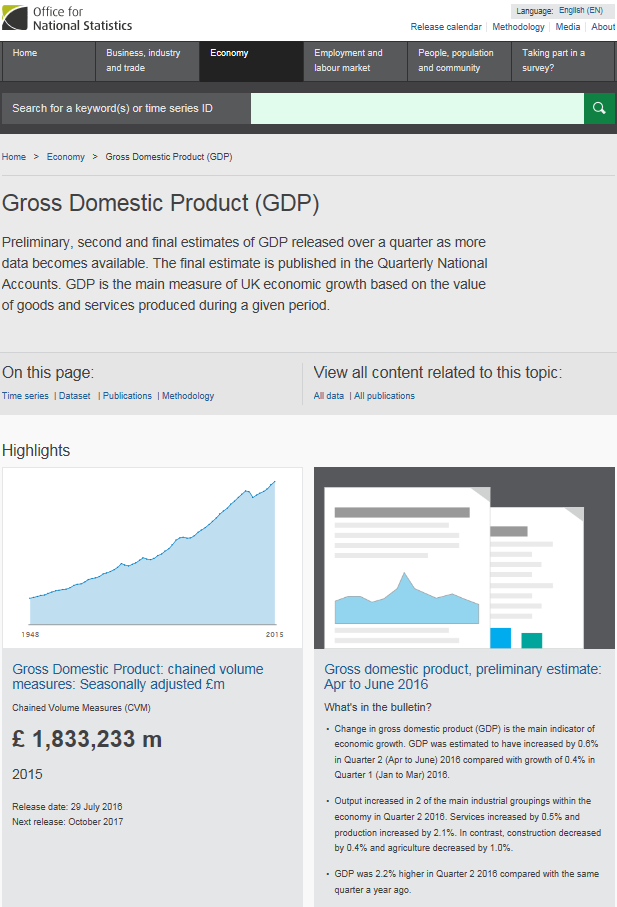 Office for
National Statistics
Language: English (EN)
Release calendar | Methodology | Media | About
Home
Business, industry
and trade
Economy
Employment and
labour market
People, population
and community
Taking part in a
survey?
Search for a keyword(s) or time series ID
Home > Economy > Gross Domestic Product (GDP)
Gross Domestic Product (GDP)
Preliminary, second and final estimates of GDP released over a quarter as more
data becomes available. The final estimate is published in the Quarterly National
Accounts. GDP is the main measure of UK economic growth based on the value
of goods and services produced during a given period.
On this page:
Time series | Dataset | Publications | Methodology
View all content related to this topic:
All data | All publications
Highlights
1948
2015
Gross Domestic Product: chained volume
measures: Seasonally adjusted £m
Chained Volume Measures (CVM)
£ 1,833,233 m
2015
Release date: 29 July 2016
Next release: October 2017
Gross domestic product, preliminary estimate:
Apr to June 2016
What's in the bulletin?
• Change in gross domestic product (GDP) is the main indicator of
economic growth. GDP was estimated to have increased by 0.6%
in Quarter 2 (Apr to June) 2016 compared with growth of 0.4% in
Quarter 1 (Jan to Mar) 2016.
• Output increased in 2 of the main industrial groupings within the
economy in Quarter 2 2016. Services increased by 0.5% and
production increased by 2.1%. In contrast, construction decreased
by 0.4% and agriculture decreased by 1.0%.
• GDP was 2.2% higher in Quarter 2 2016 compared with the same
quarter a year ago.